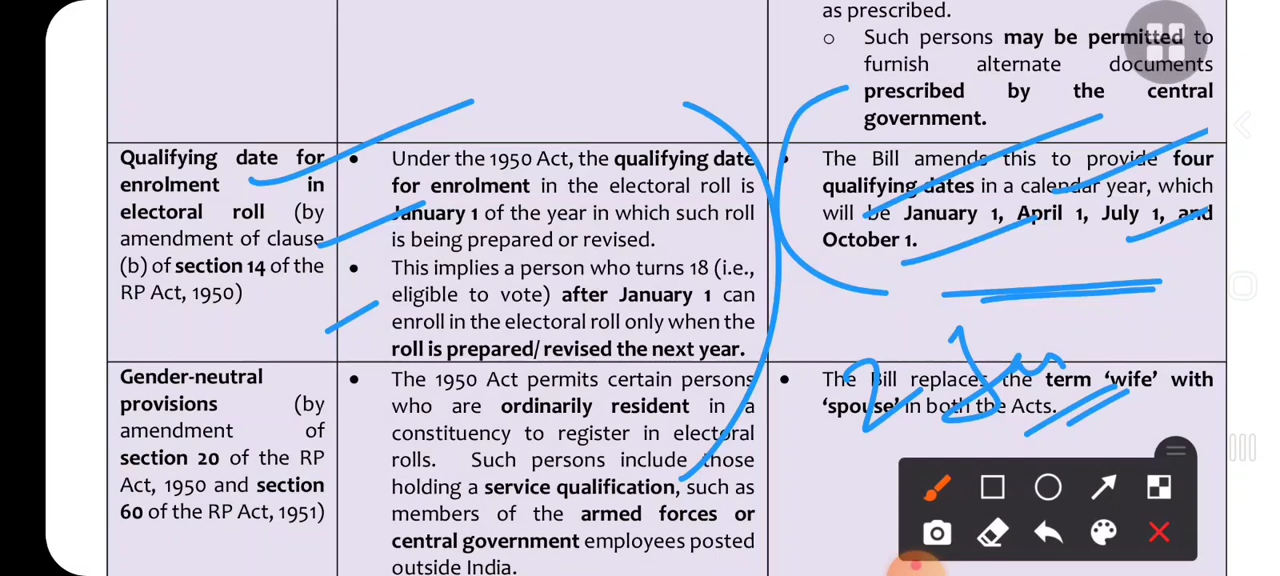 as prescribed.
o Such persons may be permitted to
furnish alternate documents
prescribed by the central
government.
Qualifying date for
enrolment in
electoral roll (by
amendment of clause
(b) of section 14 of the
RP Act, 1950)
• Under the 1950 Act, the qualifying date
for enrolment in the electoral roll is
January 1 of the year in which such roll
is being prepared or revised.
• This implies a person who turns 18 (i.e.,
eligible to vote) after January 1 can
enroll in the electoral roll only when the
roll is prepared/ revised the next year.
• The Bill amends this to provide four
qualifying dates in a calendar year, which
will be January 1, April 1, July 1, and
October 1.
Gender-neutral
provisions (by
amendment of
section 20 of the RP
Act, 1950 and section
60 of the RP Act, 1951)
• The 1950 Act permits certain persons
who are ordinarily resident in a
constituency to register in electoral
rolls. Such persons include those
holding a service qualification, such as
members of the armed forces or
central government employees posted
outside India.
• The Bill replaces the term ‘wife’ with
‘spouse’ in both the Acts.
2 Jan